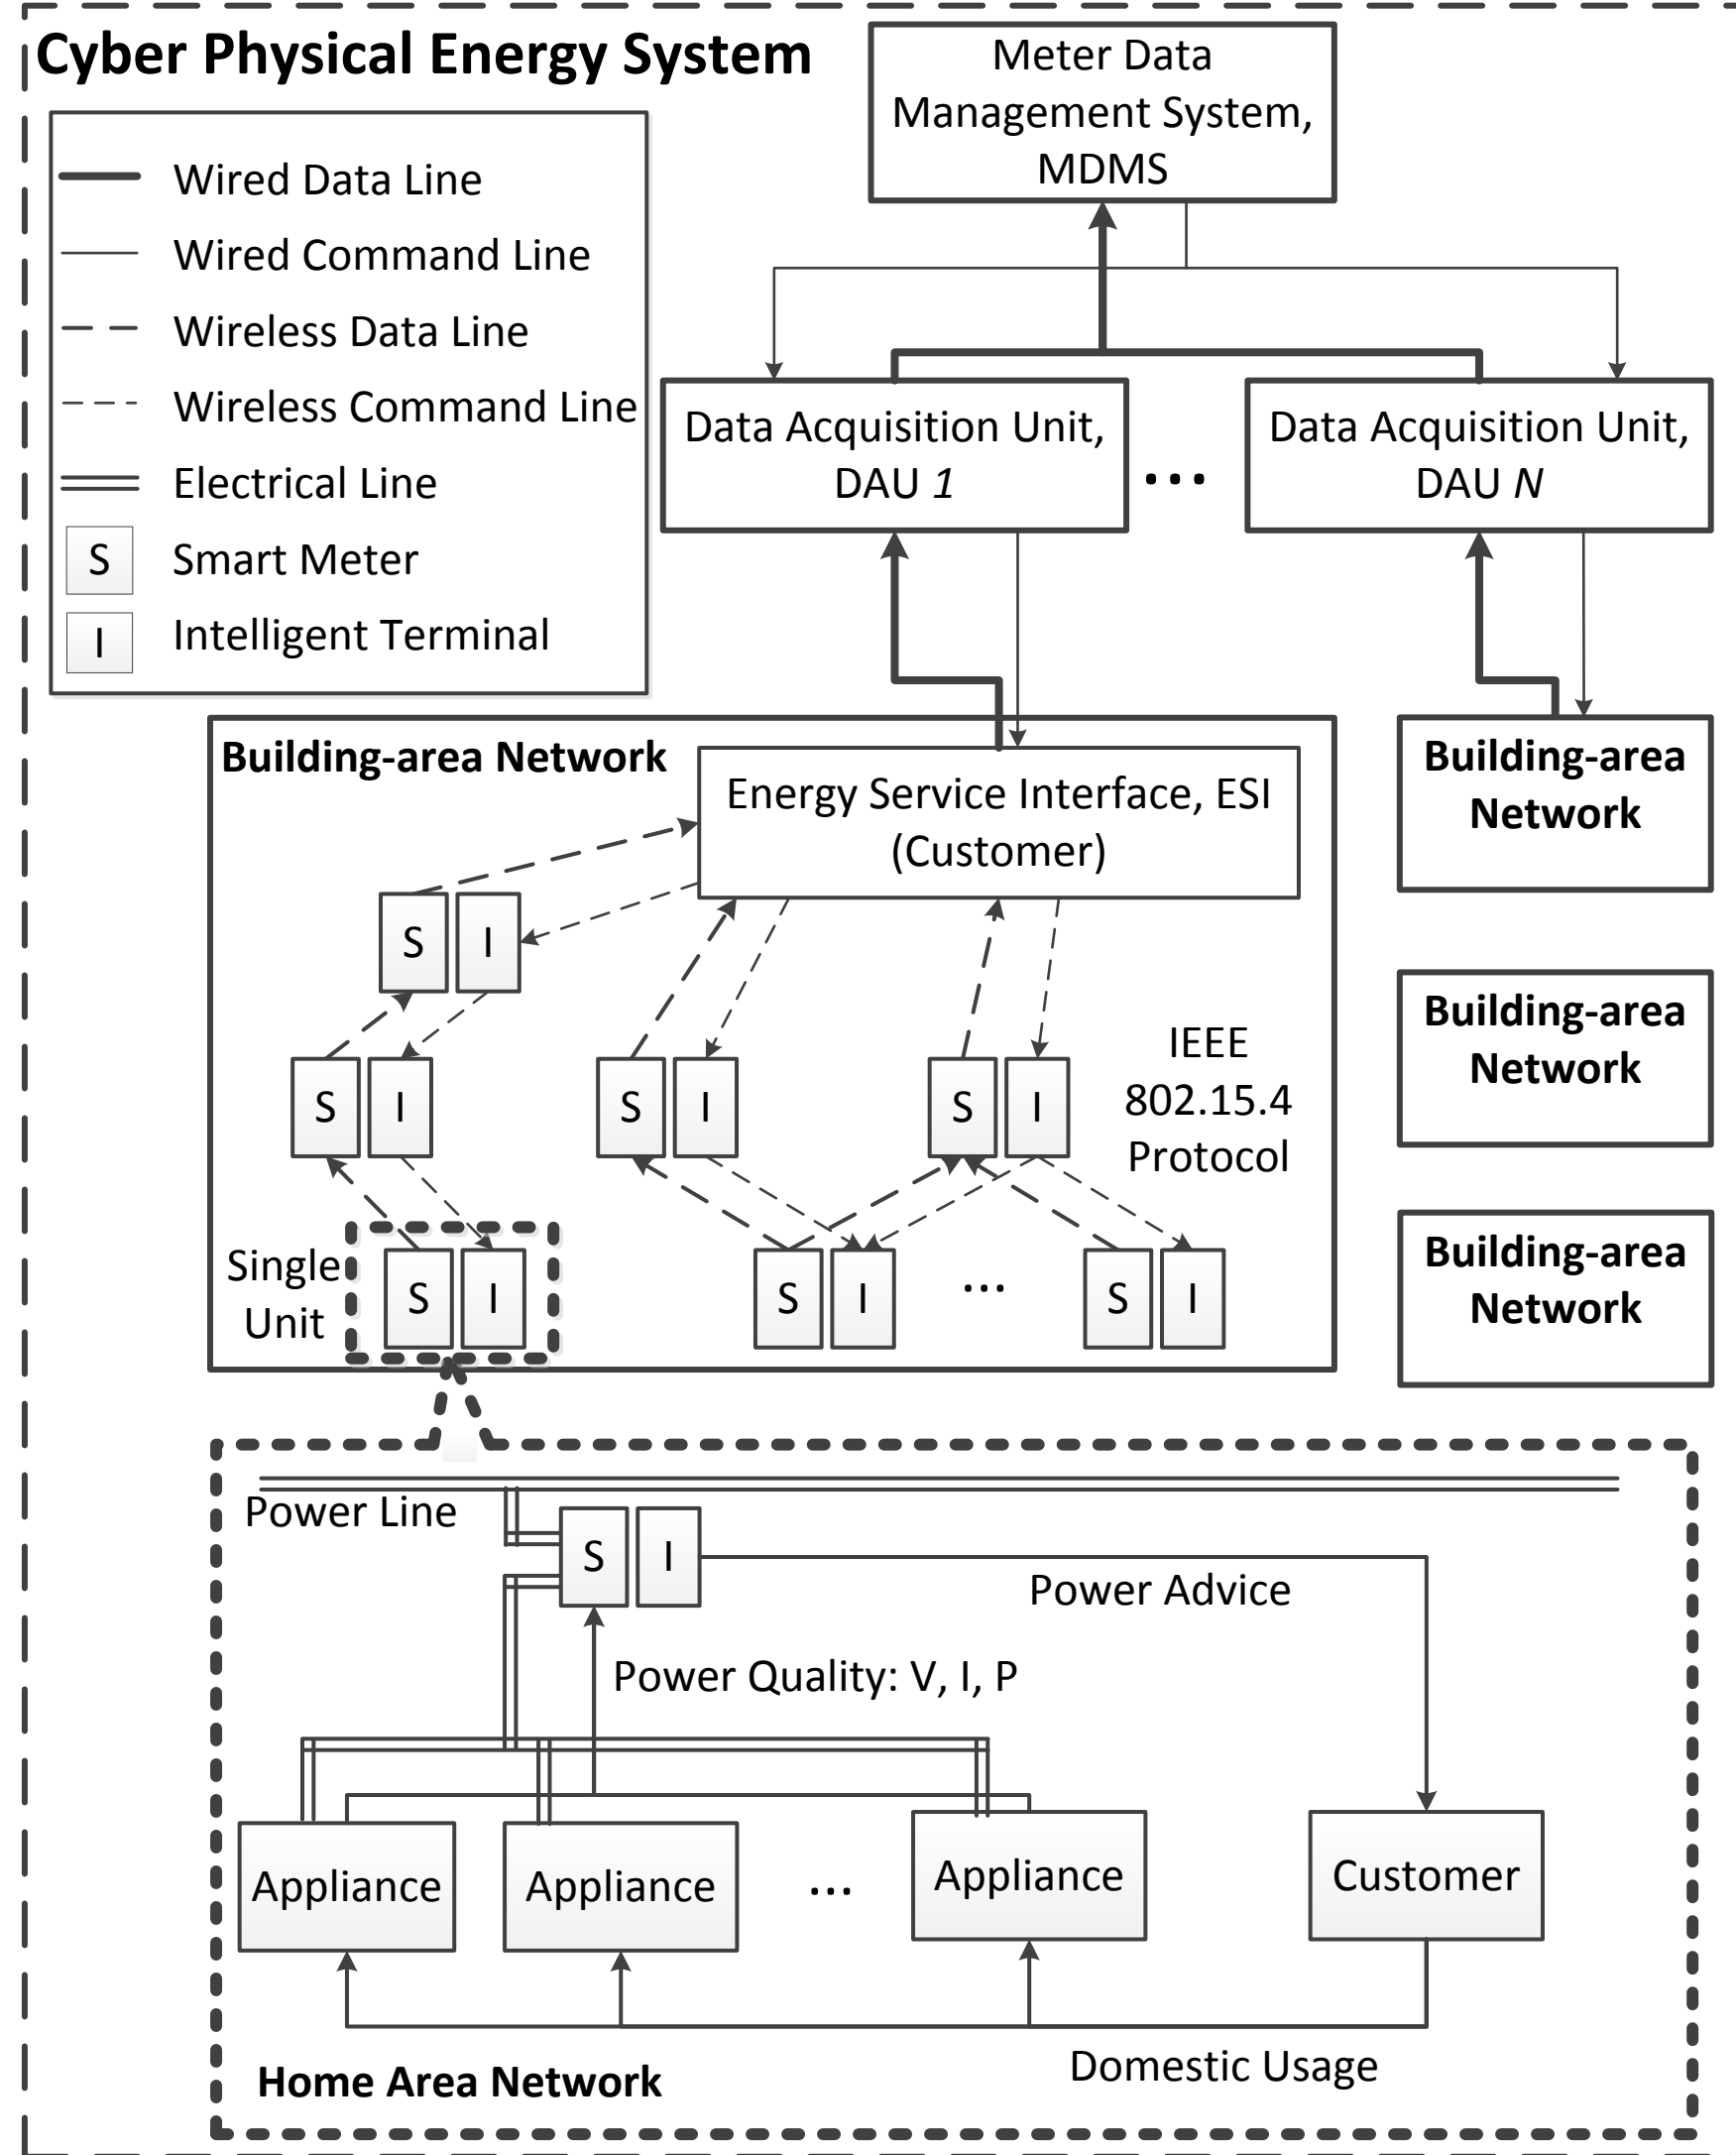 Cyber Physical Energy System
Wired Data Line
Wired Command Line
Wireless Data Line
Wireless Command Line
Electrical Line
S
Smart Meter
I
Intelligent Terminal
Meter Data
Management System,
MDMS
Data Acquisition Unit,
DAU 1
...
Data Acquisition Unit,
DAU N
Building-area Network
Energy Service Interface, ESI
(Customer)
S I
S I
S I
S I
IEEE
802.15.4
Protocol
Single
Unit
S I
S I
...
S I
Building-area
Network
Building-area
Network
Building-area
Network
Power Line
S I
Power Advice
Power Quality: V, I, P
Appliance
Appliance
...
Appliance
Customer
Domestic Usage
Home Area Network